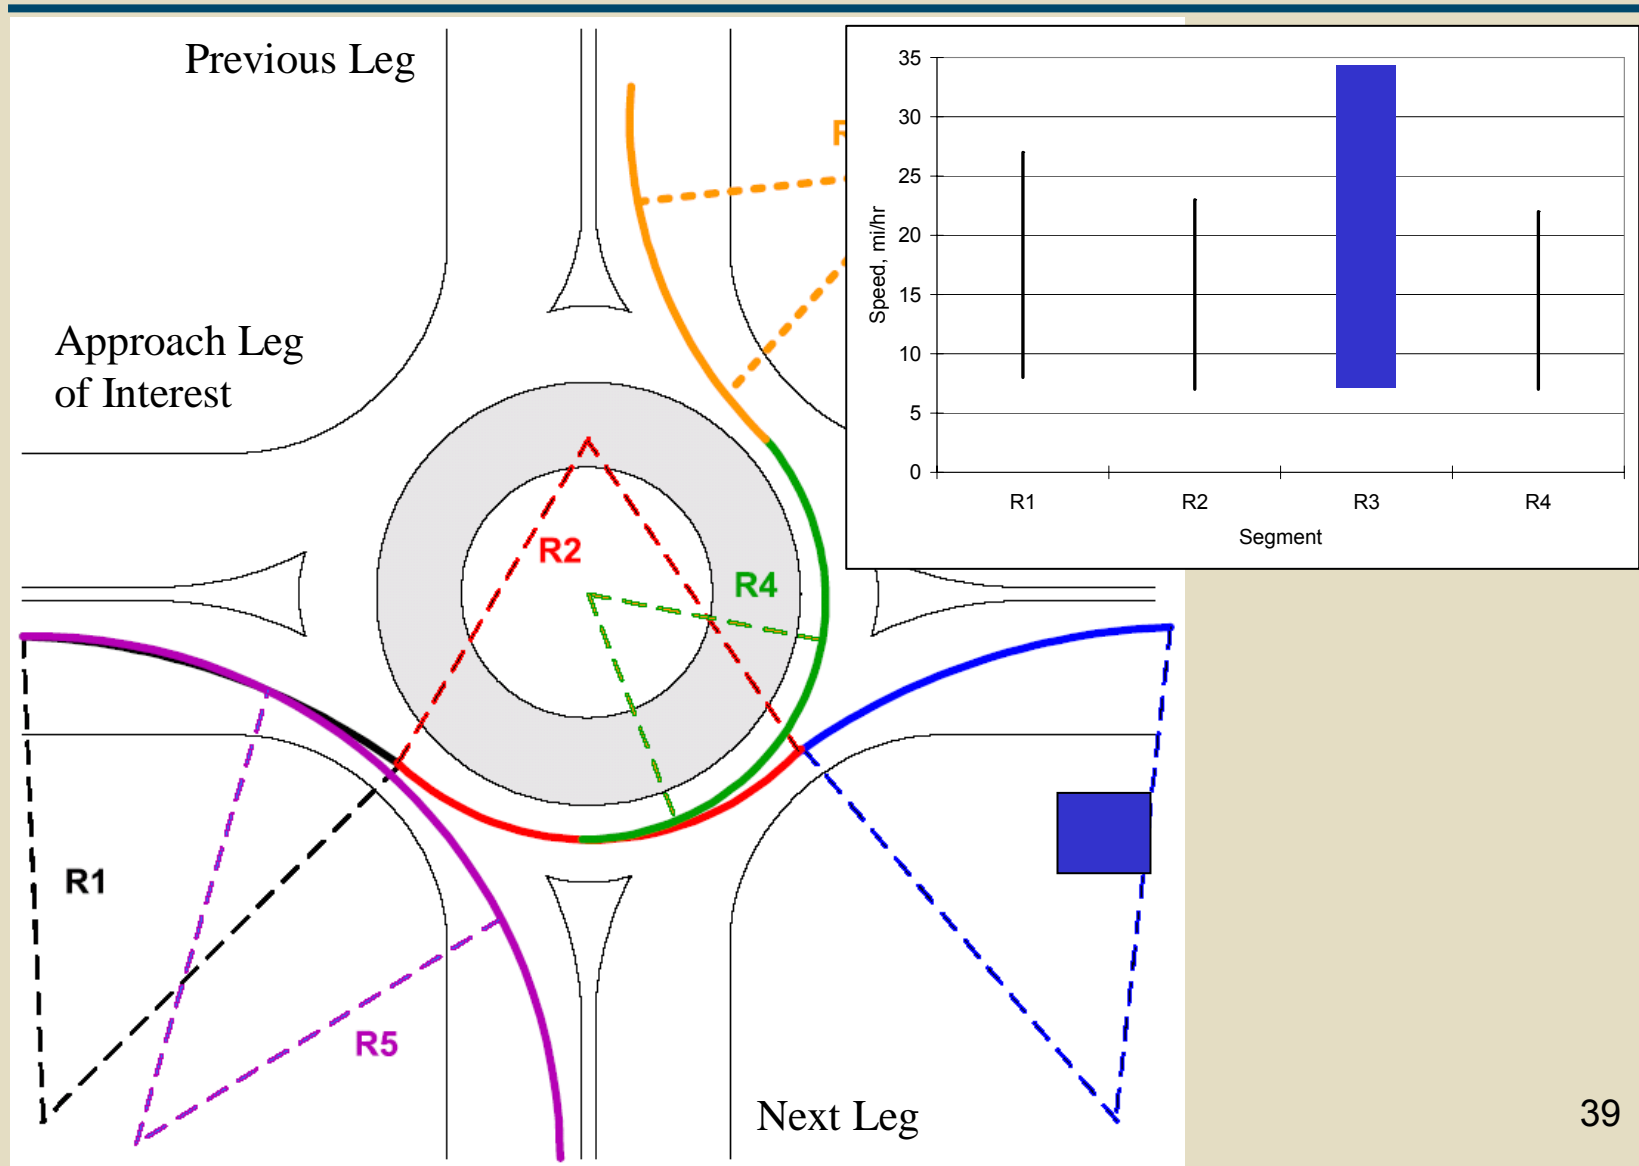 Previous Leg
Approach Leg
of Interest
R2
R4
R1
R5
Next Leg
35
30
25
20
15
10
5
0
Speed, mi/hr
R1
R2
R3
R4
Segment
39